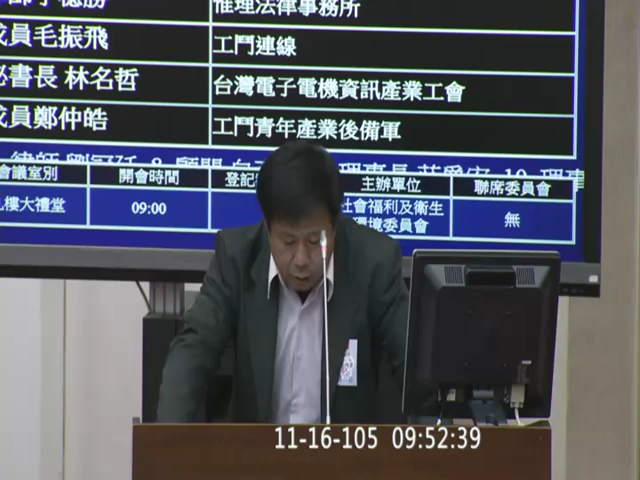 惟理法律事務所
成員毛振飛 工鬥連線
秘書長 林名哲 台灣電子電機資訊產業工會
成員鄭仲皓 工鬥青年產業後備軍
會議室別 開會時間 登記 主辦單位 聯席委員會
樓大禮堂 09:00 社會福利及衛生環境委員會 無
11-16-105 09:52:39